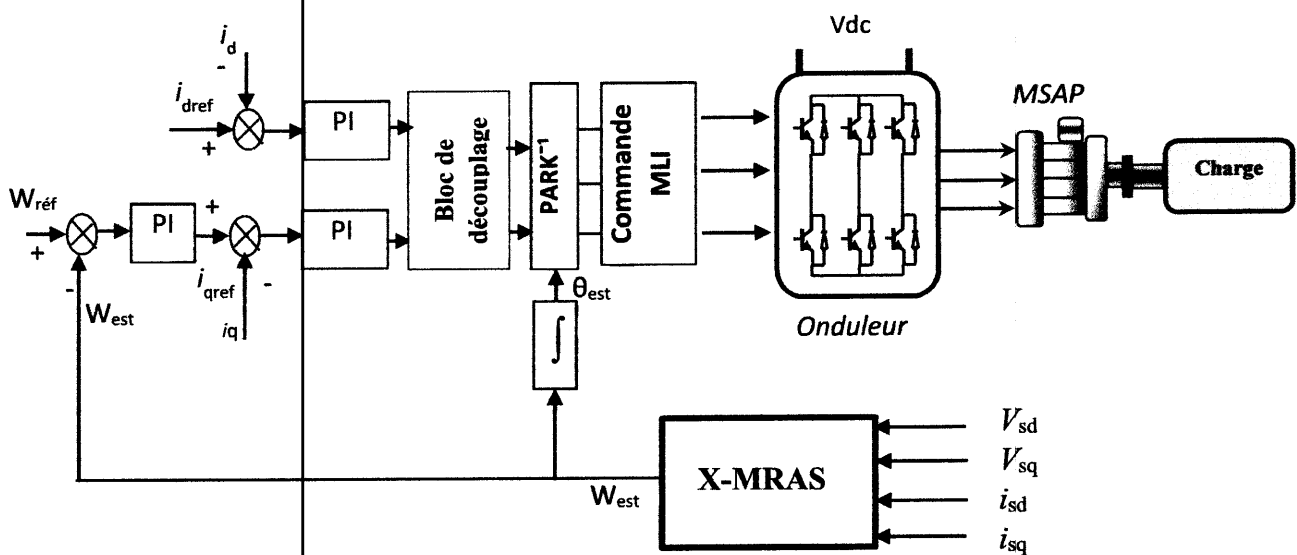 Vdc
i_d
-
i_dref
+
PI
Bloc de
découplage
PARK⁻¹
Commande
MLI
MSAP
Charge
W_réf
+
-
PI
+
i_qref
-
iq
PI
W_est
θ_est
∫
Onduleur
X-MRAS
W_est
V_sd
V_sq
i_sd
i_sq